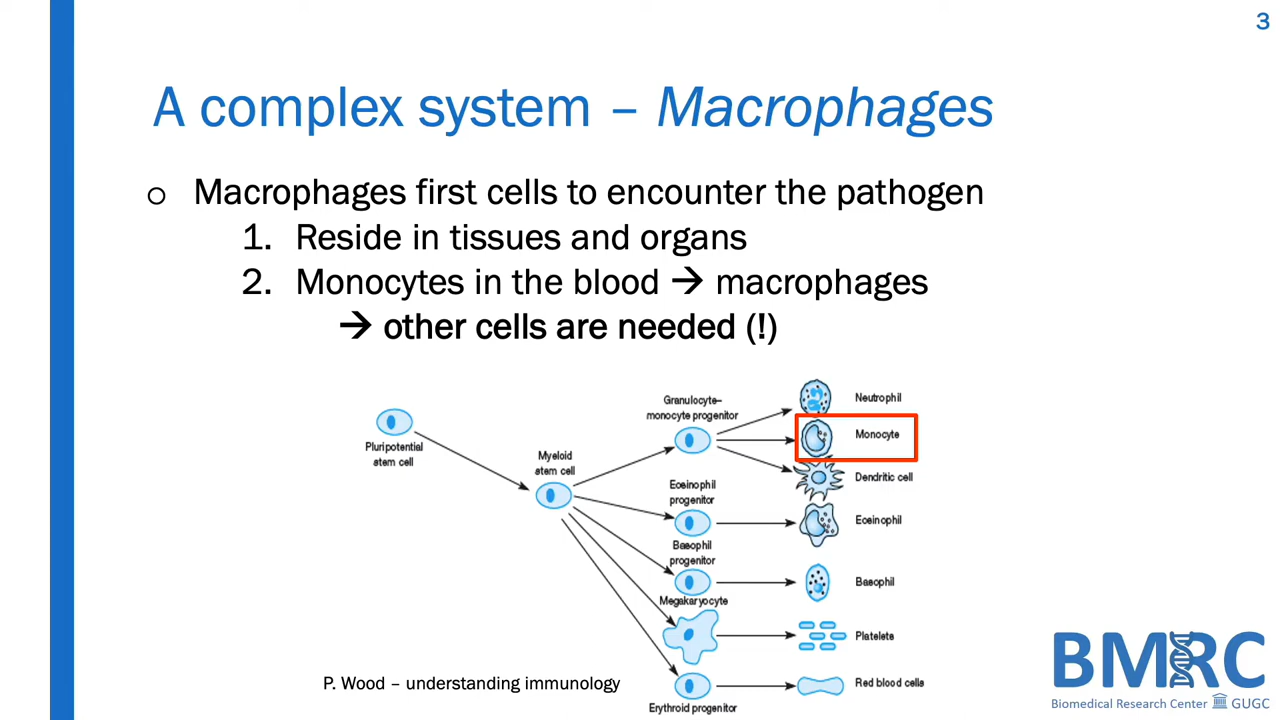 3
A complex system – Macrophages
o Macrophages first cells to encounter the pathogen
1. Reside in tissues and organs
2. Monocytes in the blood → macrophages
→ other cells are needed (!)
Pluripotential
stem cell
Myeloid
stem cell
Granulocyte–
monocyte progenitor
Neutrophil
Monocyte
Dendritic cell
Eosinophil
progenitor
Eosinophil
Basophil
progenitor
Basophil
Megakaryocyte
Platelets
Erythroid progenitor
Red blood cells
P. Wood – understanding immunology
BMRC
Biomedical Research Center GUGC